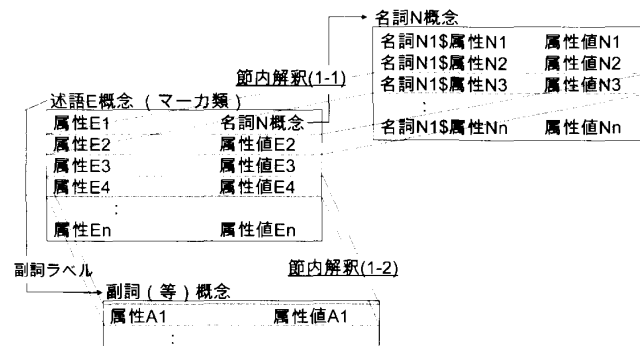 名詞N概念
名詞N1$属性N1 属性値N1
名詞N1$属性N2 属性値N2
名詞N1$属性N3 属性値N3
:
名詞N1$属性Nn 属性値Nn
節内解釈(1-1)
述語E概念 ( マーカ類 )
属性E1 名詞N概念
属性E2 属性値E2
属性E3 属性値E3
属性E4 属性値E4
:
属性En 属性値En
副詞ラベル
節内解釈(1-2)
副詞 ( 等 ) 概念
属性A1 属性値A1
: